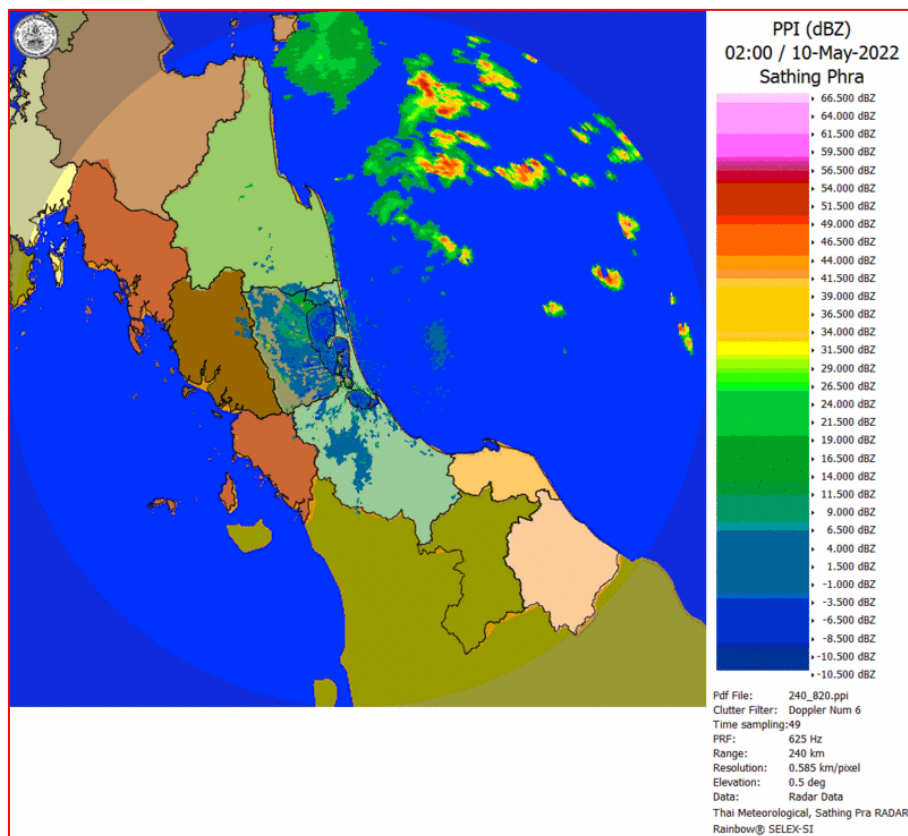 PPI (dBZ)
02:00 / 10-May-2022
Sathing Phra
66.500 dBZ
64.000 dBZ
61.500 dBZ
59.500 dBZ
56.500 dBZ
54.000 dBZ
51.500 dBZ
49.000 dBZ
46.500 dBZ
44.000 dBZ
41.500 dBZ
39.000 dBZ
36.500 dBZ
34.000 dBZ
31.500 dBZ
29.000 dBZ
26.500 dBZ
24.000 dBZ
21.500 dBZ
19.000 dBZ
16.500 dBZ
14.000 dBZ
11.500 dBZ
9.000 dBZ
6.500 dBZ
4.000 dBZ
1.500 dBZ
-1.000 dBZ
-3.500 dBZ
-6.500 dBZ
-8.500 dBZ
-10.500 dBZ
-10.500 dBZ
Pdf File: 240_820.ppi
Clutter Filter: Doppler Num 6
Time sampling:49
PRF: 625 Hz
Range: 240 km
Resolution: 0.585 km/pixel
Elevation: 0.5 deg
Data: Radar Data
Thai Meteorological, Sathing Pra RADAR
Rainbow® SELEX-SI